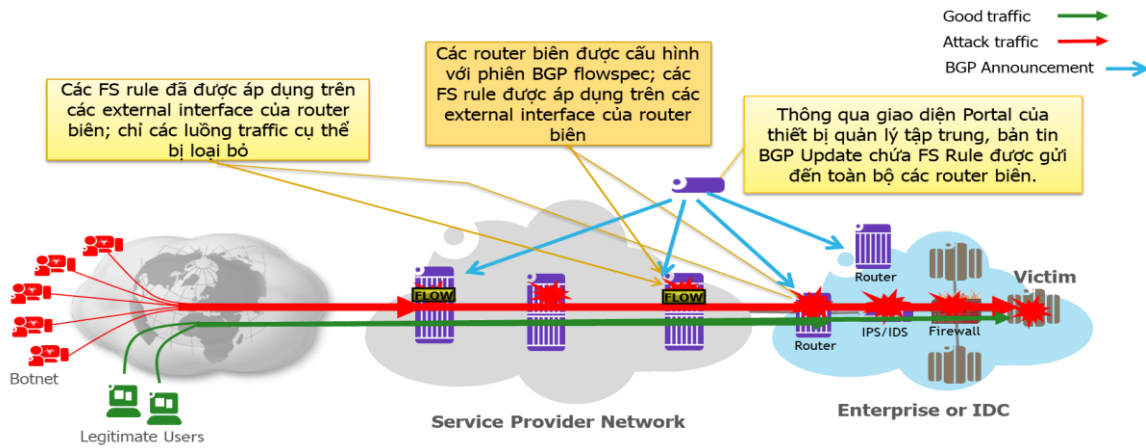 Good traffic
Attack traffic
BGP Announcement
Các FS rule đã được áp dụng trên
các external interface của router
biên; chỉ các luồng traffic cụ thể
bị loại bỏ
Các router biên được cấu hình
với phiên BGP flowspec; các
FS rule được áp dụng trên các
external interface của router
biên
Thông qua giao diện Portal của
thiết bị quản lý tập trung, bản tin
BGP Update chứa FS Rule được gửi
đến toàn bộ các router biên.
FLOW
FLOW
Router
Victim
Router
IPS/IDS
Firewall
Botnet
Legitimate Users
Service Provider Network
Enterprise or IDC